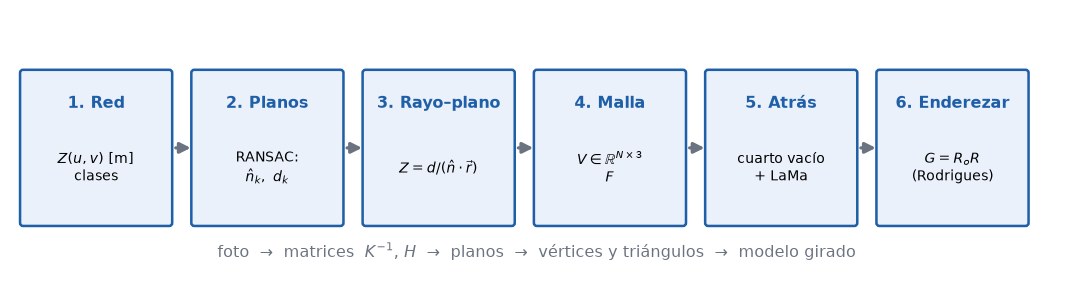 1. Red
Z(u, v) [m]
clases
2. Planos
RANSAC:
n̂ₖ, dₖ
3. Rayo–plano
Z = d/(n̂ · r⃗)
4. Malla
V ∈ ℝᴺˣ³
F
5. Atrás
cuarto vacío
+ LaMa
6. Enderezar
G = RₒR
(Rodrigues)
foto → matrices K⁻¹, H → planos → vértices y triángulos → modelo girado